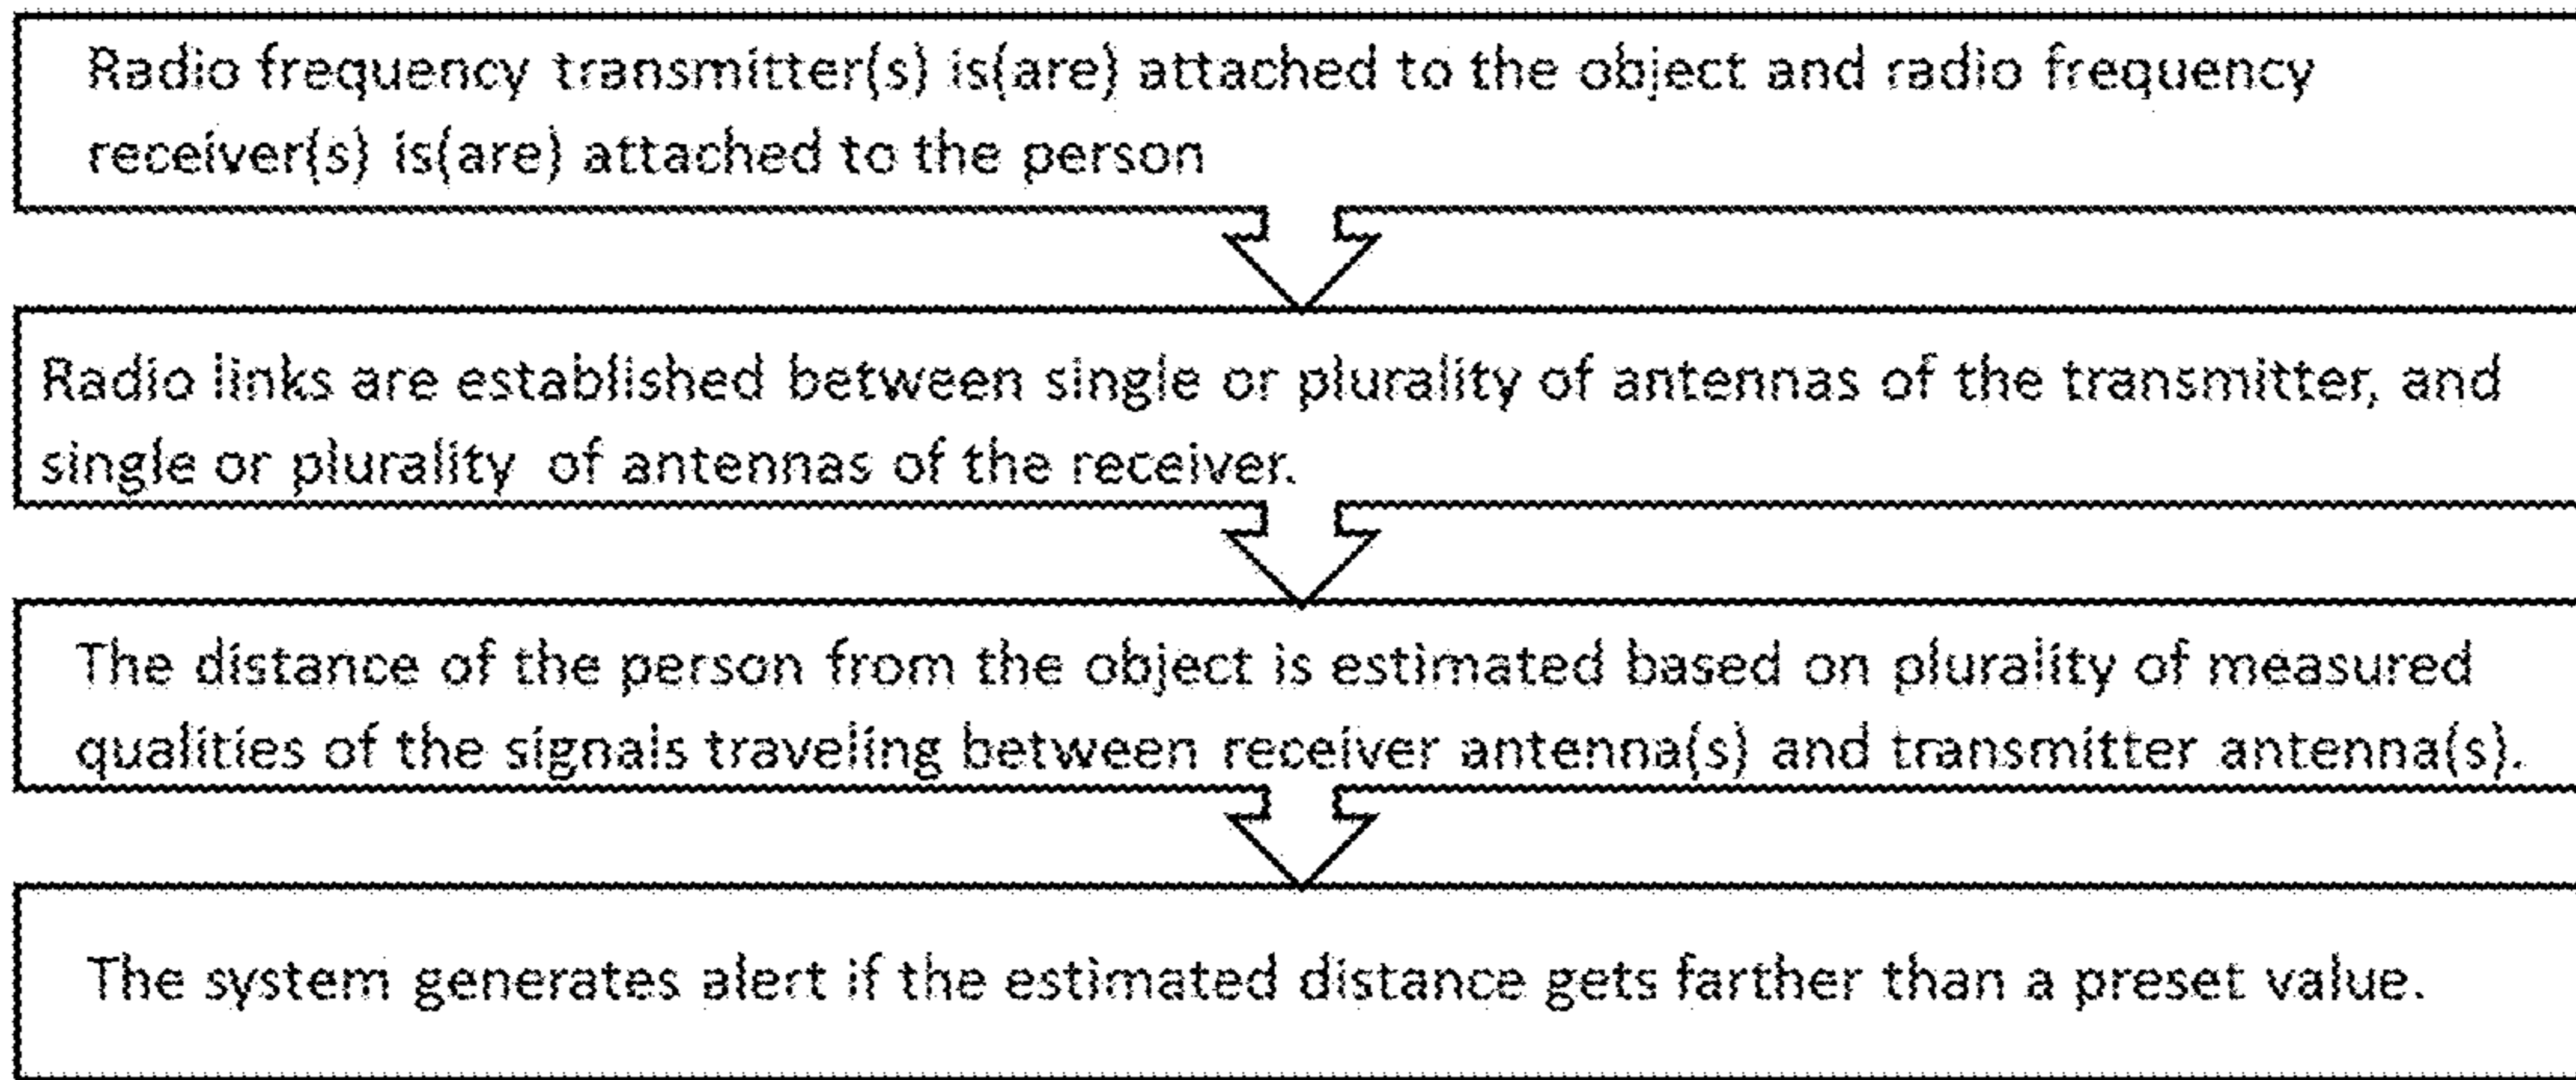 Radio frequency transmitter(s) is(are) attached to the object and radio frequency
receiver(s) is(are) attached to the person
Radio links are established between single or plurality of antennas of the transmitter, and
single or plurality of antennas of the receiver.
The distance of the person from the object is estimated based on plurality of measured
qualities of the signals traveling between receiver antenna(s) and transmitter antenna(s).
The system generates alert if the estimated distance gets farther than a preset value.